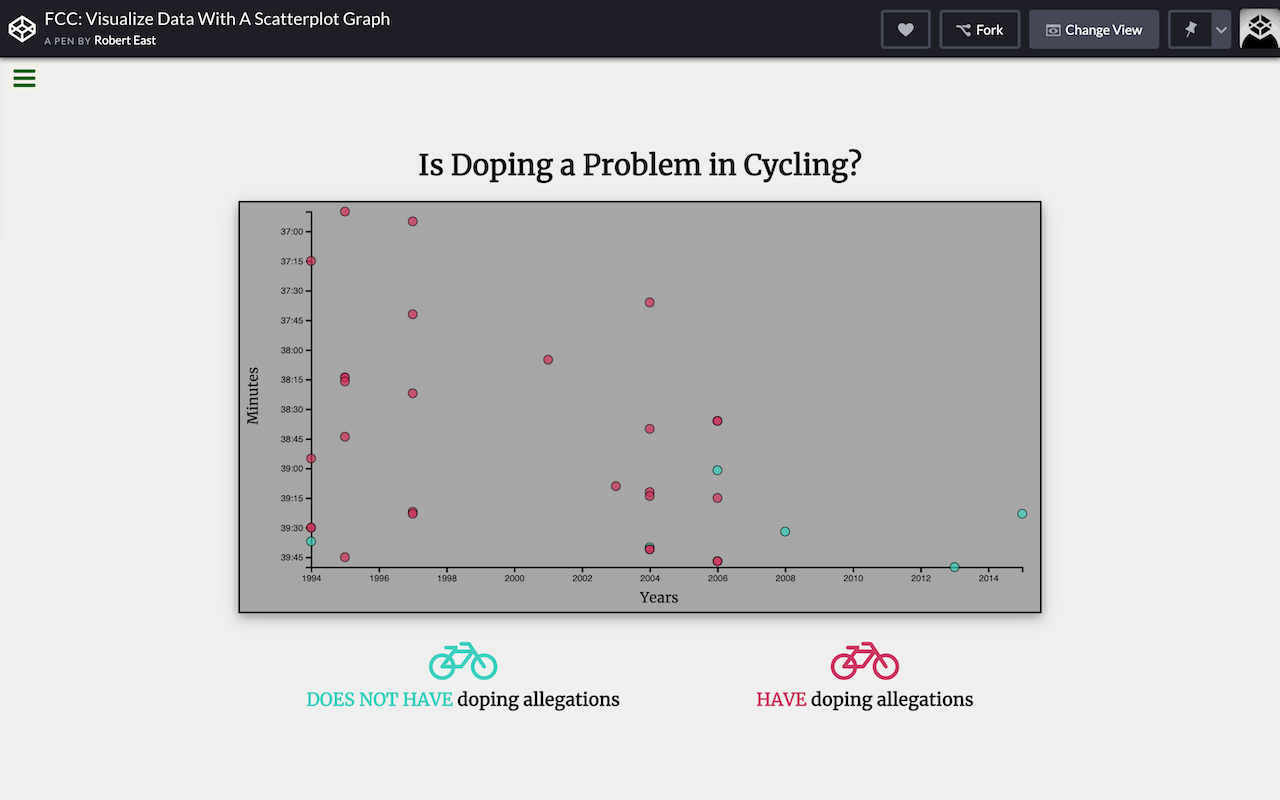 FCC: Visualize Data With A Scatterplot Graph
A PEN BY Robert East
Fork
Change View
Is Doping a Problem in Cycling?
37:00
37:15
37:30
37:45
38:00
38:15
38:30
38:45
39:00
39:15
39:30
39:45
Minutes
1994 1996 1998 2000 2002 2004 2006 2008 2010 2012 2014
Years
DOES NOT HAVE doping allegations
HAVE doping allegations